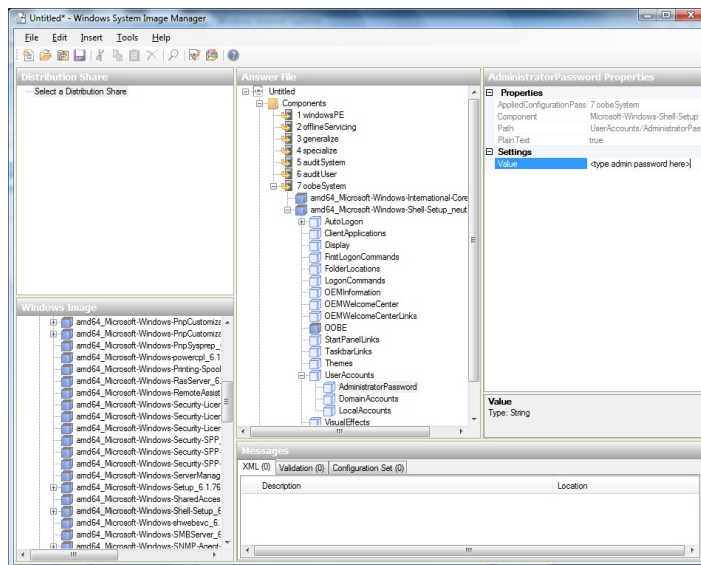 Untitled* - Windows System Image Manager
File Edit Insert Tools Help
Distribution Share
Select a Distribution Share
Answer File
Untitled
Components
1 windowsPE
2 offlineServicing
3 generalize
4 specialize
5 auditSystem
6 auditUser
7 oobeSystem
amd64_Microsoft-Windows-International-Core
amd64_Microsoft-Windows-Shell-Setup_neut
AutoLogon
ClientApplications
Display
FirstLogonCommands
FolderLocations
LogonCommands
OEMInformation
OEMWelcomeCenter
OEMWelcomeCenterLinks
OOBE
StartPanelLinks
TaskbarLinks
Themes
UserAccounts
AdministratorPassword
DomainAccounts
LocalAccounts
VisualEffects
AdministratorPassword Properties
Properties
AppliedConfigurationPass 7 oobeSystem
Component Microsoft-Windows-Shell-Setup
Path UserAccounts/AdministratorPas
PlainText true
Settings
Value <type admin password here>
Value
Type: String
Windows Image
amd64_Microsoft-Windows-PnpCustomiza
amd64_Microsoft-Windows-PnpCustomiza
amd64_Microsoft-Windows-PnpSysprep_
amd64_Microsoft-Windows-powercpl_6.1
amd64_Microsoft-Windows-Printing-Spool
amd64_Microsoft-Windows-RasServer_6.
amd64_Microsoft-Windows-RemoteAssist
amd64_Microsoft-Windows-Security-Licer
amd64_Microsoft-Windows-Security-Licer
amd64_Microsoft-Windows-Security-Licer
amd64_Microsoft-Windows-Security-SPP_
amd64_Microsoft-Windows-Security-SPP-
amd64_Microsoft-Windows-Security-SPP-
amd64_Microsoft-Windows-ServerManag
amd64_Microsoft-Windows-Setup_6.1.76
amd64_Microsoft-Windows-SharedAcces
amd64_Microsoft-Windows-Shell-Setup_6
amd64_Microsoft-Windows-shwebsvc_6.
amd64_Microsoft-Windows-SMBServer_6
amd64_Microsoft-Windows-SNMP-Agent-
Messages
XML (0) Validation (0) Configuration Set (0)
Description Location